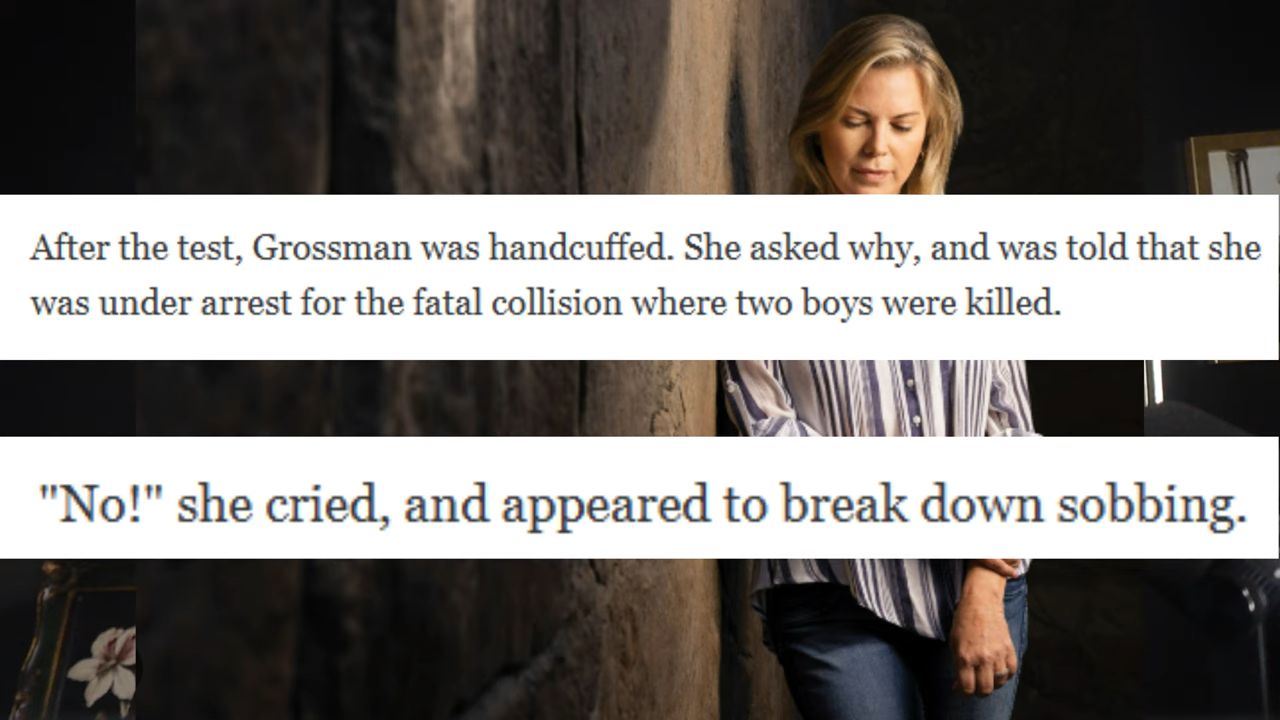 After the test, Grossman was handcuffed. She asked why, and was told that she
was under arrest for the fatal collision where two boys were killed.
"No!" she cried, and appeared to break down sobbing.